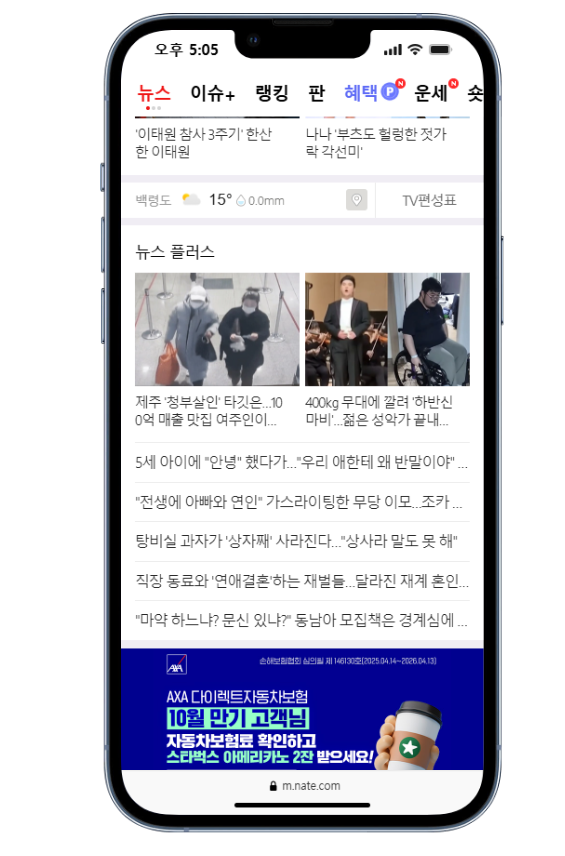 오후 5:05
뉴스 이슈+ 랭킹 판 혜택 P N 운세 N 숏
'이태원 참사 3주기' 한산
한 이태원
나나 '부츠도 헐렁한 젓가
락 각선미'
백령도 15° 0.0mm TV편성표
뉴스 플러스
제주 '청부살인' 타깃은...10
0억 매출 맛집 여주인이...
400kg 무대에 깔려 '하반신
마비'...젊은 성악가 끝내...
5세 아이에 "안녕" 했다가..."우리 애한테 왜 반말이야" ...
"전생에 아빠와 연인" 가스라이팅한 무당 이모...조카 ...
탕비실 과자가 '상자째' 사라진다..."상사라 말도 못 해"
직장 동료와 '연애결혼'하는 재벌들...달라진 재계 혼인...
"마약 하느냐? 문신 있냐?" 동남아 모집책은 경계심에 ...
AXA 손해보험협회 심의필 제 146130호(2025.04.14~2026.04.13)
AXA 다이렉트자동차보험
10월 만기 고객님
자동차보험료 확인하고
스타벅스 아메리카노 2잔 받으세요!
m.nate.com